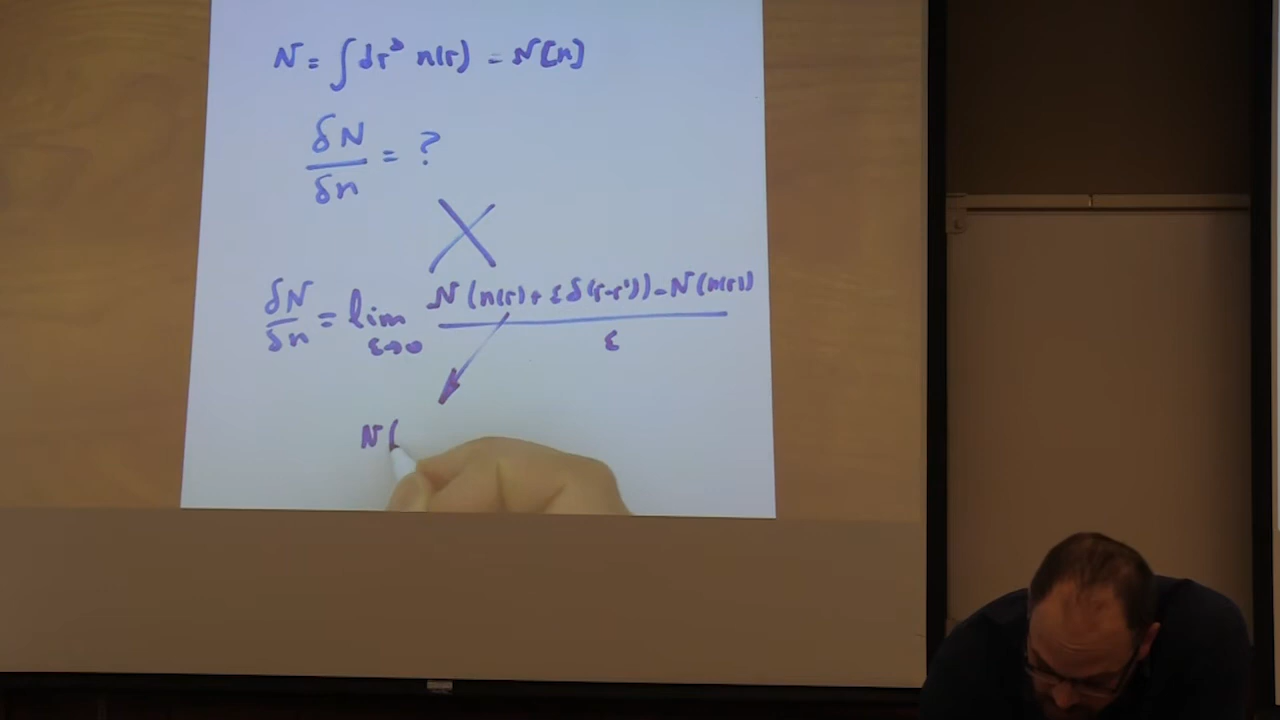 N = ∫dr³ n(r) = N[n]
δN/δn = ?
δN/δn = lim ε→0 N(n(r) + εδ(r-r')) - N(n(r))/ε
N(